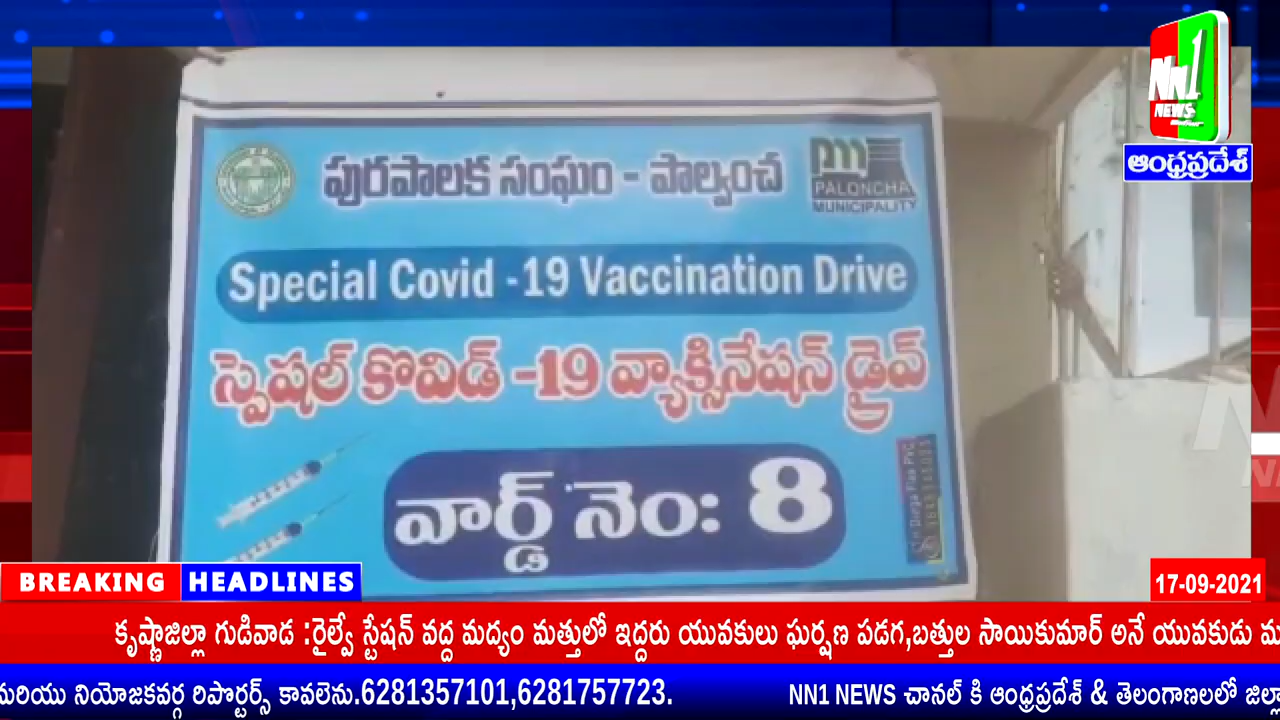 NN1
NEWS
ఆంధ్రప్రదేశ్
పురపాలక సంఘం - పాల్వంచ
PALONCHA
MUNICIPALITY
Special Covid -19 Vaccination Drive
స్పెషల్ కొవిడ్ -19 వ్యాక్సినేషన్ డ్రైవ్
వార్డ్ నెం: 8
BREAKING HEADLINES
17-09-2021
కృష్ణాజిల్లా గుడివాడ :రైల్వే స్టేషన్ వద్ద మద్యం మత్తులో ఇద్దరు యువకులు ఘర్షణ పడగ,బత్తుల సాయికుమార్ అనే యువకుడు మ
మరియు నియోజకవర్గ రిపొర్టర్స్ కావలెను.6281357101,6281757723. NN1 NEWS చానల్ కి ఆంధ్రప్రదేశ్ & తెలంగాణలలో జిల్లా